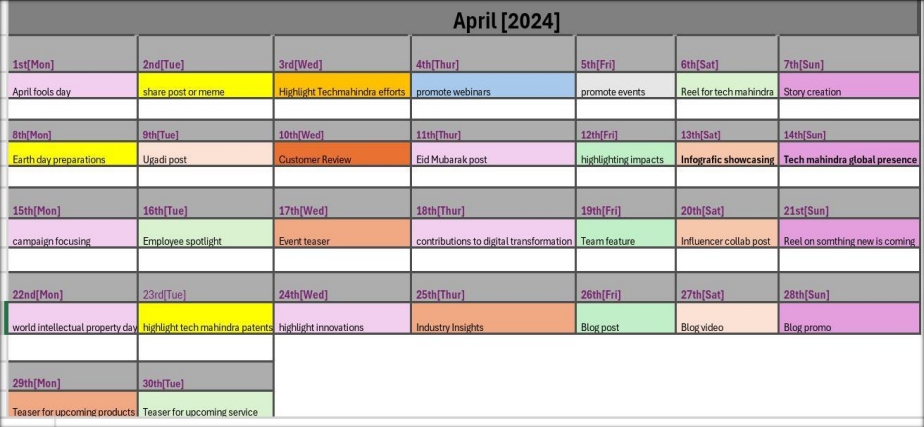 April [2024]
1st[Mon] 2nd[Tue] 3rd[Wed] 4th[Thur] 5th[Fri] 6th[Sat] 7th[Sun]
April fools day share post or meme Highlight Techmahindra efforts promote webinars promote events Reel for tech mahindra Story creation
8th[Mon] 9th[Tue] 10th[Wed] 11th[Thur] 12th[Fri] 13th[Sat] 14th[Sun]
Earth day preparations Ugadi post Customer Review Eid Mubarak post highlighting impacts Infografic showcasing Tech mahindra global presence
15th[Mon] 16th[Tue] 17th[Wed] 18th[Thur] 19th[Fri] 20th[Sat] 21st[Sun]
campaign focusing Employee spotlight Event teaser contributions to digital transformation Team feature Influencer collab post Reel on somthing new is coming
22nd[Mon] 23rd[Tue] 24th[Wed] 25th[Thur] 26th[Fri] 27th[Sat] 28th[Sun]
world intellectual property day highlight tech mahindra patents highlight innovations Industry Insights Blog post Blog video Blog promo
29th[Mon] 30th[Tue]
Teaser for upcoming products Teaser for upcoming service